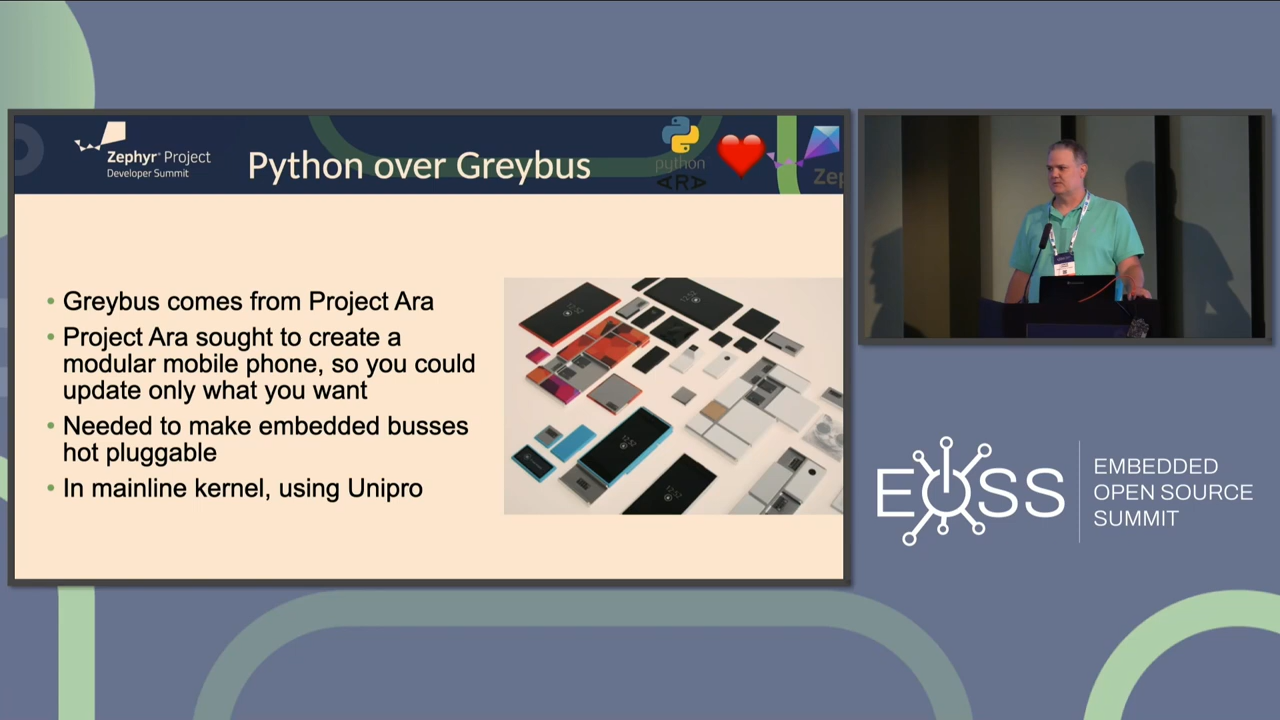 Zephyr® Project
Developer Summit
Python over Greybus
python
ARA
• Greybus comes from Project Ara
• Project Ara sought to create a
modular mobile phone, so you could
update only what you want
• Needed to make embedded busses
hot pluggable
• In mainline kernel, using Unipro
EOSS
EMBEDDED
OPEN SOURCE
SUMMIT